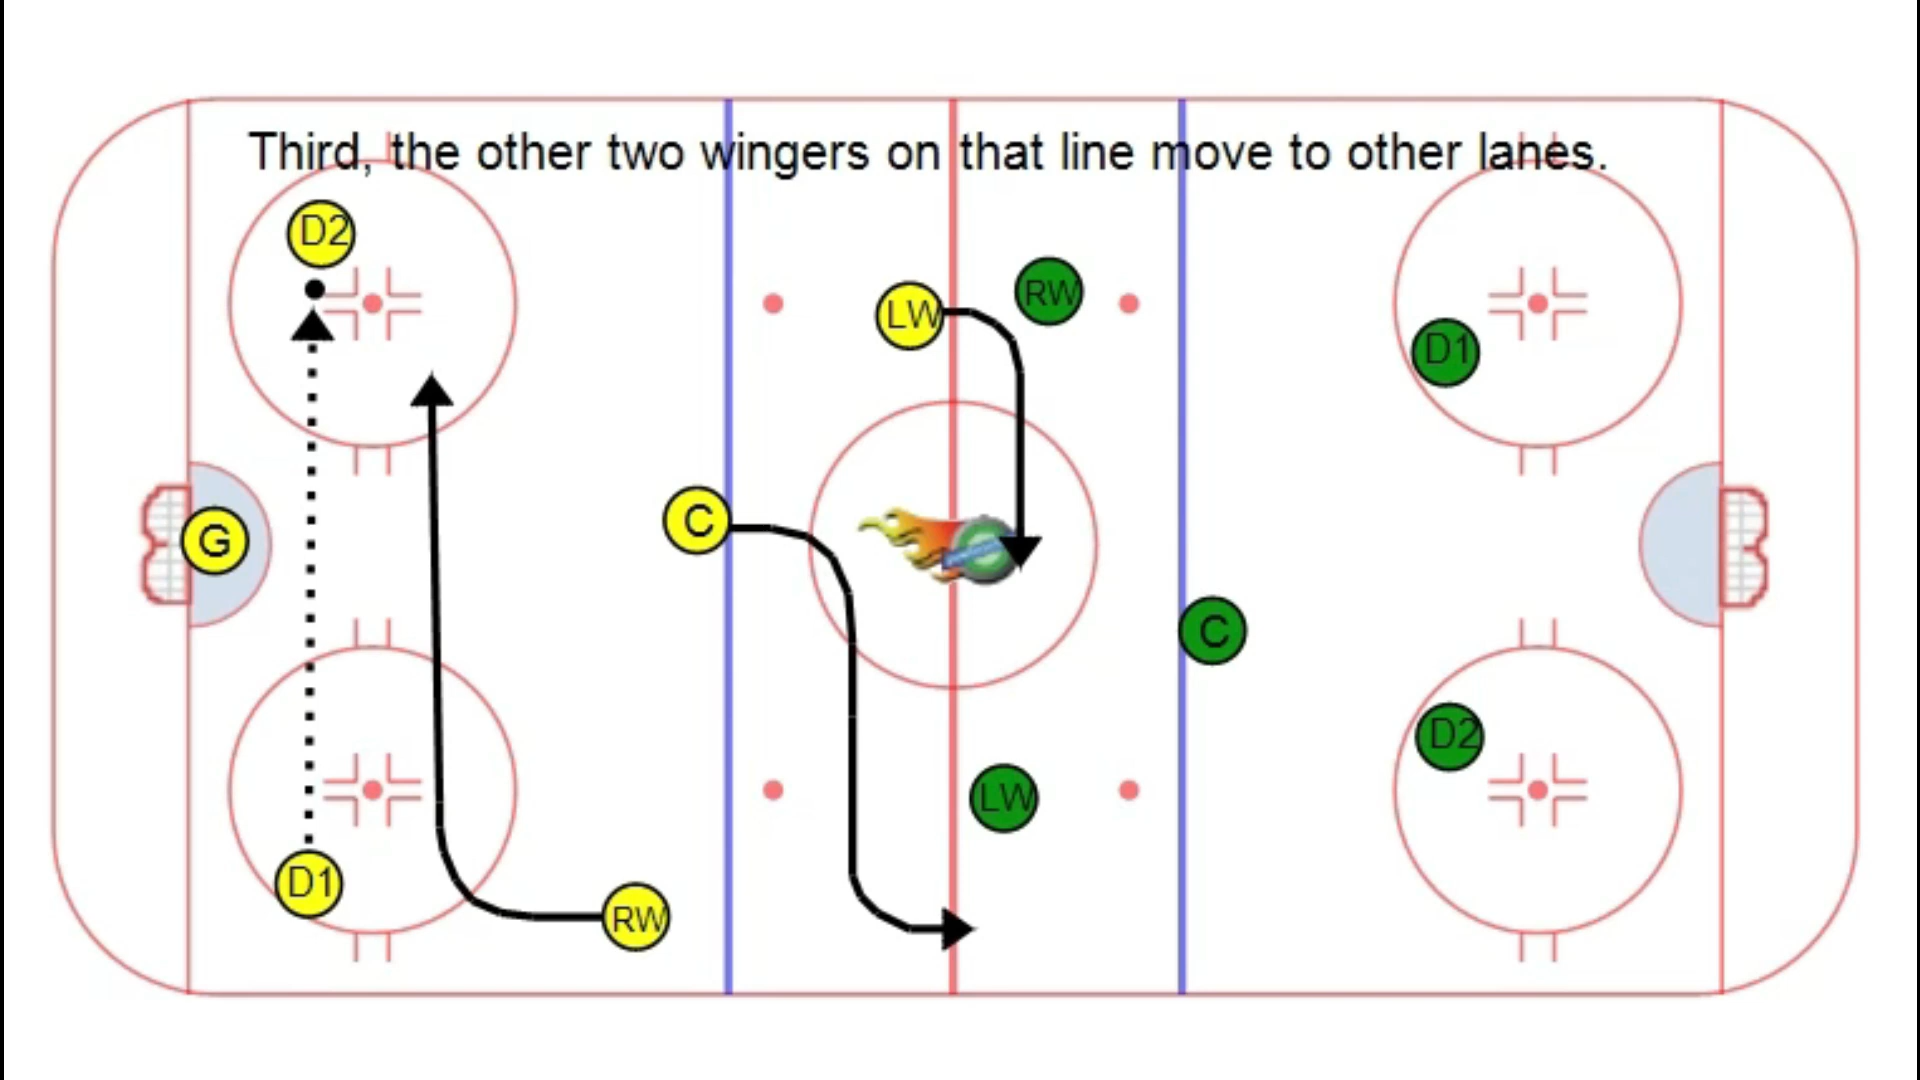 Third, the other two wingers on that line move to other lanes.
D2
LW
RW
D1
C
G
C
D2
LW
D1
RW